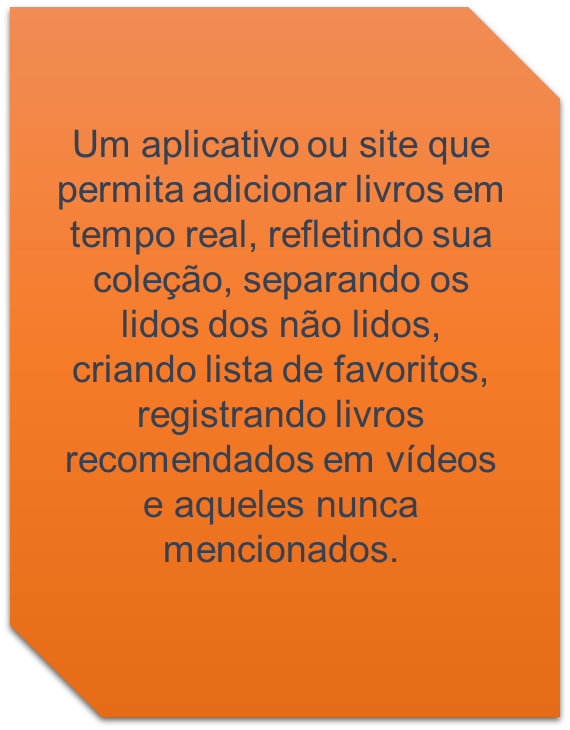 Um aplicativo ou site que
permita adicionar livros em
tempo real, refletindo sua
coleção, separando os
lidos dos não lidos,
criando lista de favoritos,
registrando livros
recomendados em vídeos
e aqueles nunca
mencionados.